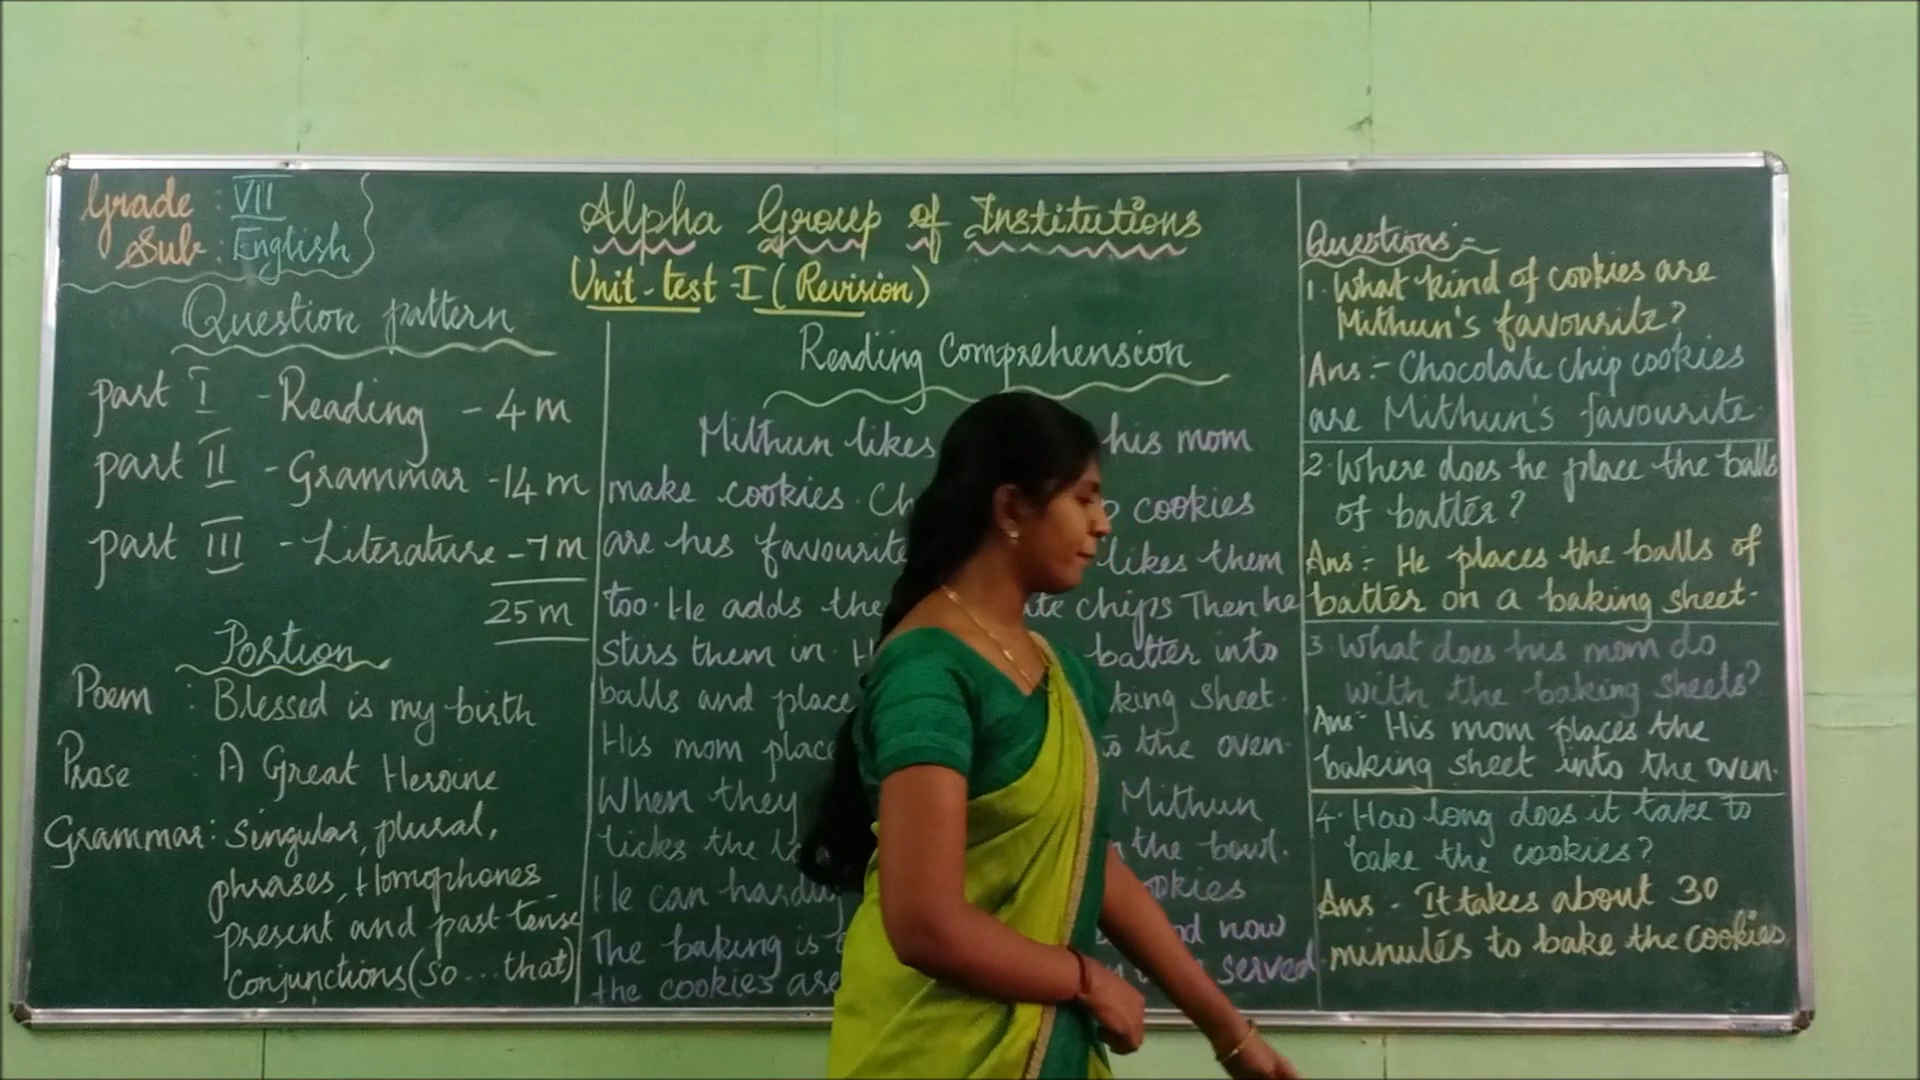 Grade : VII
Sub : English
Alpha Group of Institutions
Unit-test-I (Revision)
Question pattern
part I - Reading - 4 m
part II - Grammar - 14 m
part III - Literature - 7 m
25 m
Portion
Poem : Blessed is my birth
Prose : A Great Heroine
Grammar : Singular, plural,
phrases, Homophones
present and past tense
conjunctions (so...that)
Reading Comprehension
Mithun likes his mom
make cookies. cookies
are his favourite likes them
too. He adds the chips Then he
stirs them in. batter into
balls and place sheet.
His mom to the oven.
When they Mithun
licks the the bowl.
He can
The baking is now
the cookies are served
Questions:-
1. What kind of cookies are
Mithun's favourite?
Ans:- Chocolate chip cookies
are Mithun's favourite.
2. Where does he place the balls
of batter?
Ans:- He places the balls of
batter on a baking sheet.
3. What does his mom do
with the baking sheets?
Ans- His mom places the
baking sheet into the oven.
4. How long does it take to
bake the cookies?
Ans - It takes about 30
minutes to bake the cookies.